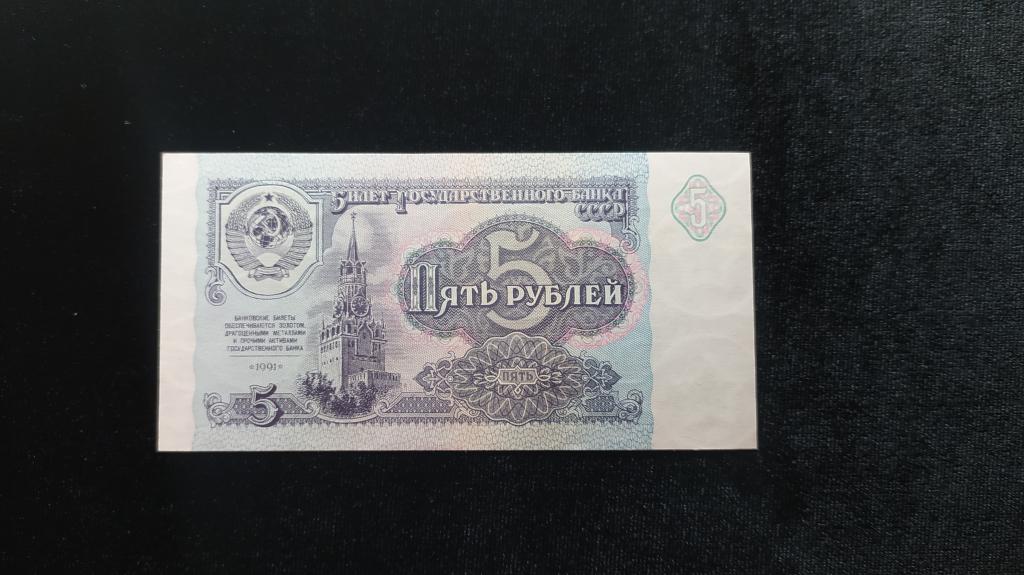 Билет Государственного Банка
СССР
5
Пять рублей
БАНКОВСКИЕ БИЛЕТЫ
ОБЕСПЕЧИВАЮТСЯ ЗОЛОТОМ,
ДРАГОЦЕННЫМИ МЕТАЛЛАМИ
И ПРОЧИМИ АКТИВАМИ
ГОСУДАРСТВЕННОГО БАНКА
*1991*
5
ПЯТЬ
5